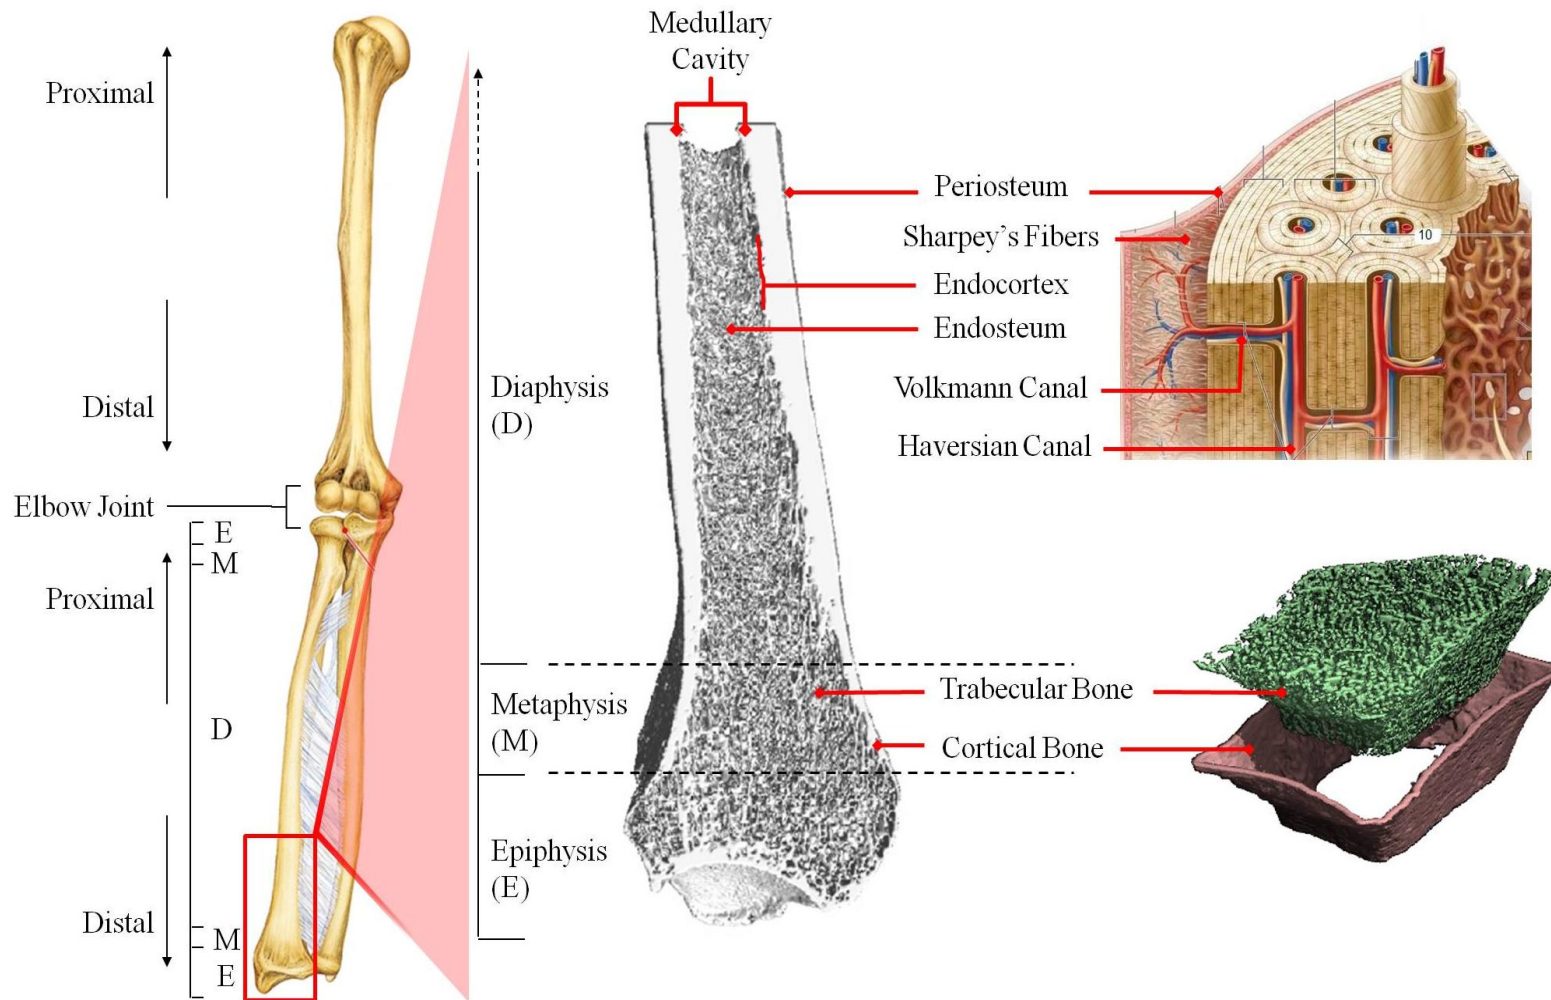 Proximal
Distal
Elbow Joint
E
M
Proximal
D
Distal
M
E
Diaphysis
(D)
Metaphysis
(M)
Epiphysis
(E)
Medullary
Cavity
Periosteum
Sharpey's Fibers
Endocortex
Endosteum
Volkmann Canal
Haversian Canal
Trabecular Bone
Cortical Bone
10